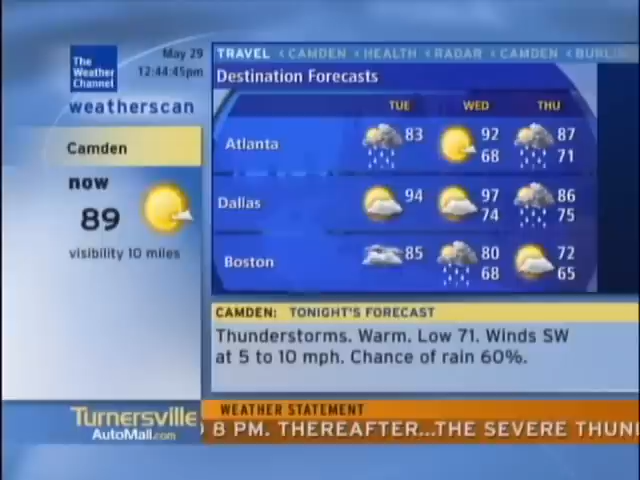 The
Weather
Channel
May 29
12:44:45pm
weatherscan
TRAVEL < CAMDEN < HEALTH < RADAR < CAMDEN < BURLI
Destination Forecasts
TUE WED THU
Atlanta 83 92 68 87 71
Dallas 94 97 74 86 75
Boston 85 80 68 72 65
Camden
now
89
visibility 10 miles
CAMDEN: TONIGHT'S FORECAST
Thunderstorms. Warm. Low 71. Winds SW
at 5 to 10 mph. Chance of rain 60%.
Turnersville
AutoMall.com
WEATHER STATEMENT
8 PM. THEREAFTER...THE SEVERE THUN